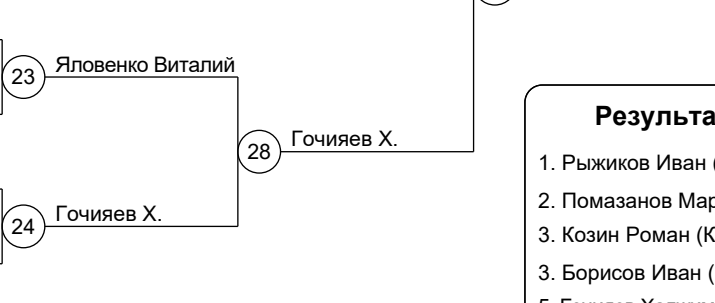 23
Яловенко Виталий
28
Гочияев Х.
24
Гочияев Х.
Результа
1. Рыжиков Иван (
2. Помазанов Мар
3. Козин Роман (К
3. Борисов Иван (